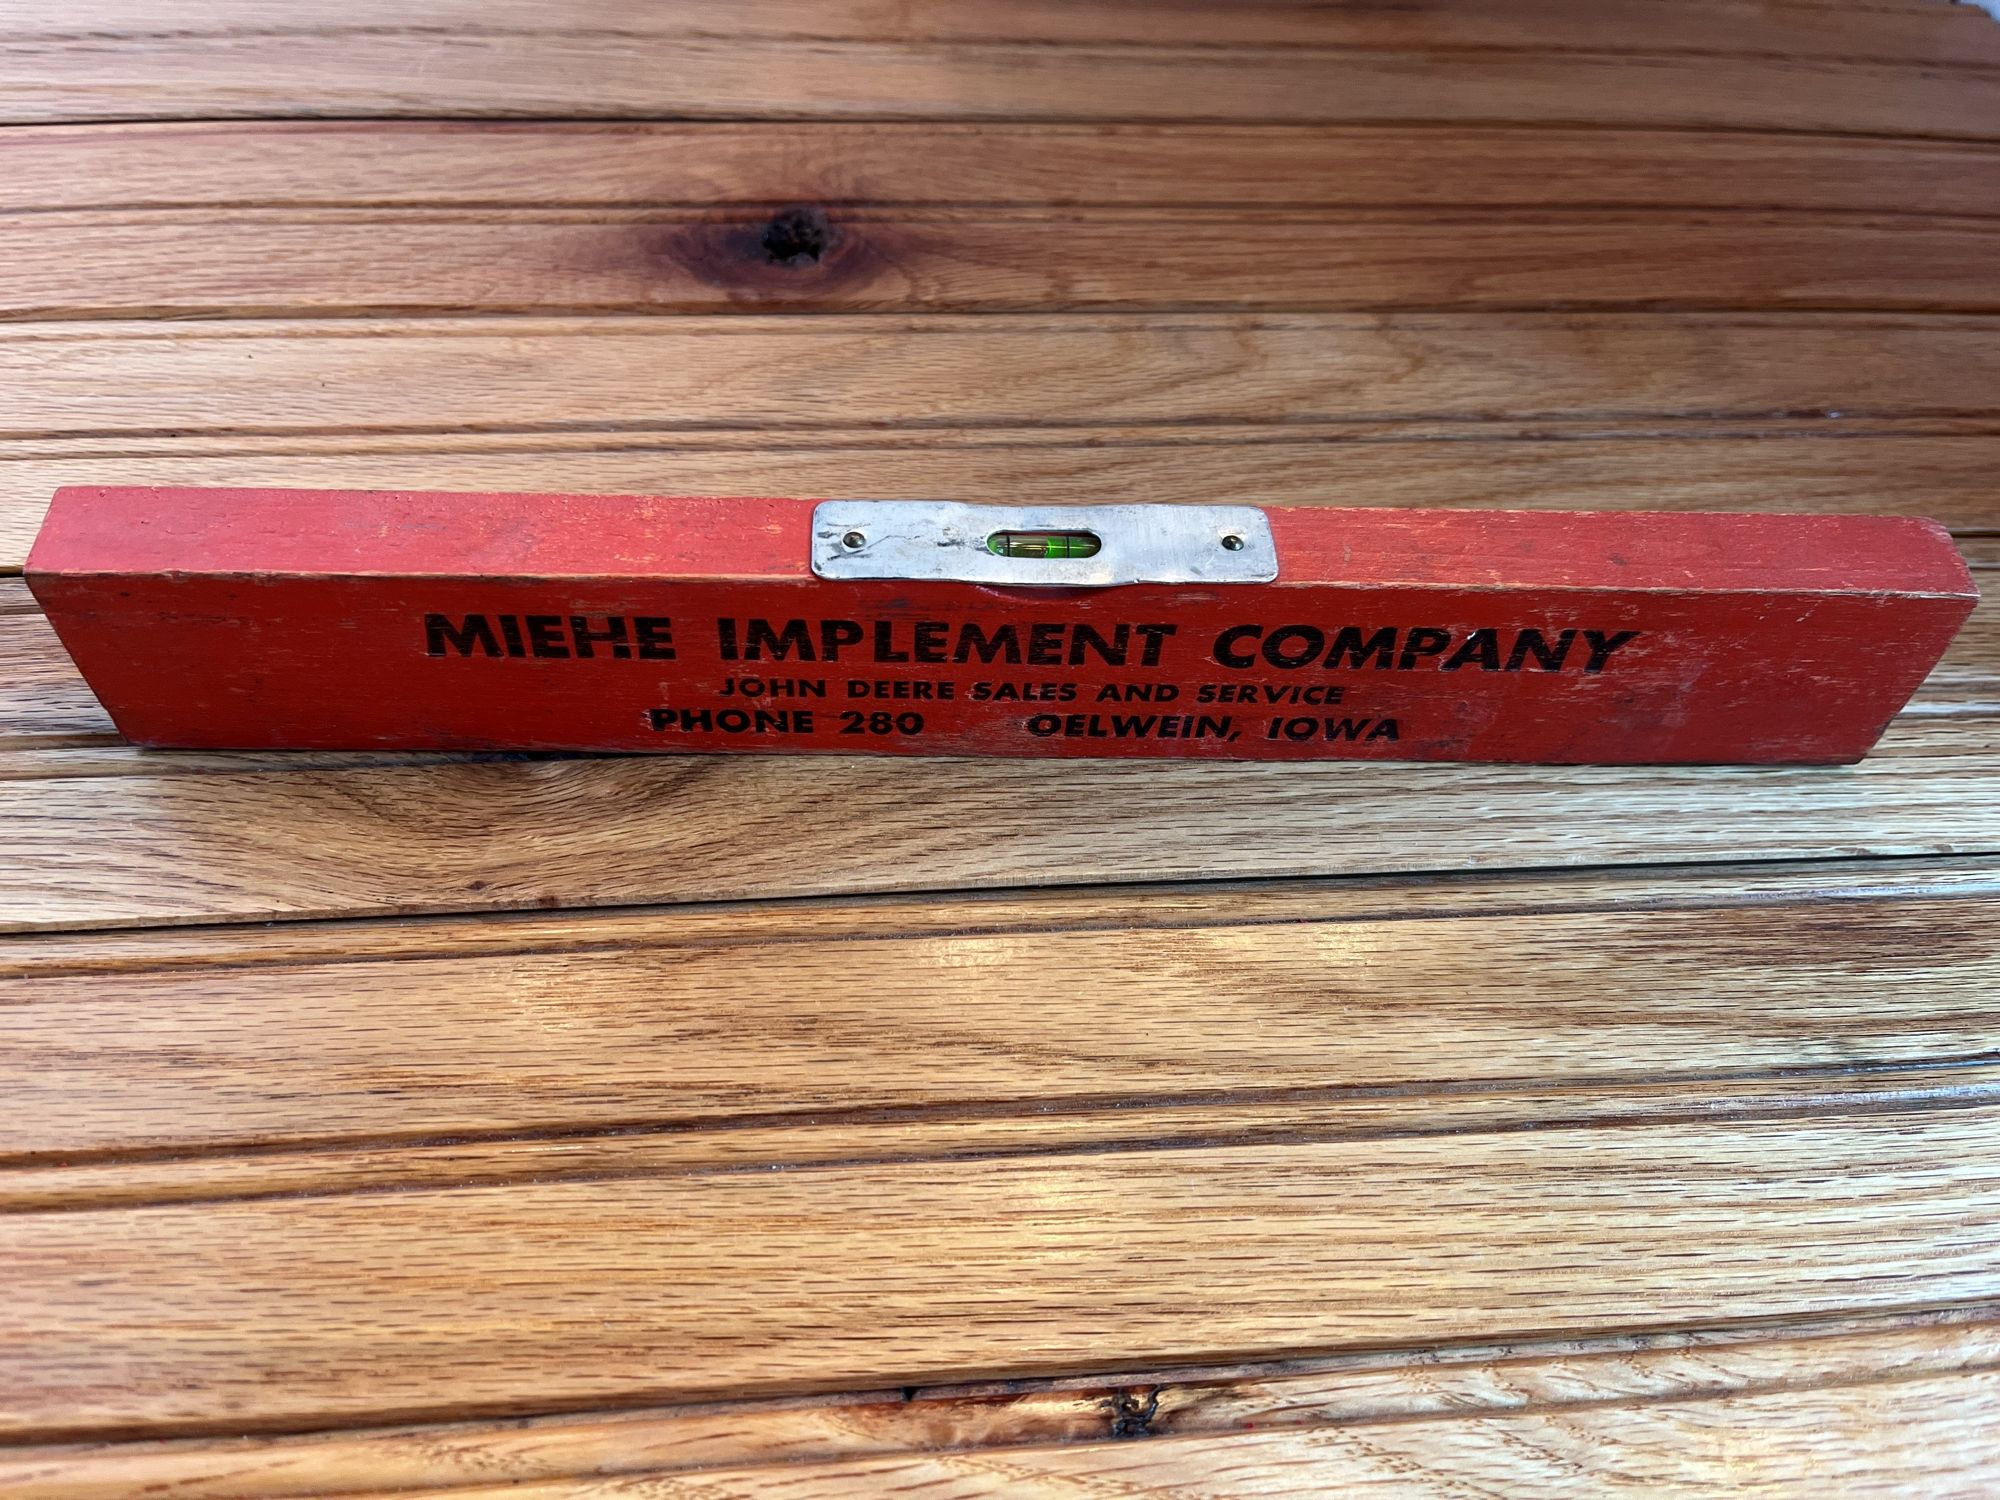 MIEHE IMPLEMENT COMPANY
JOHN DEERE SALES AND SERVICE
PHONE 280 OELWEIN, IOWA